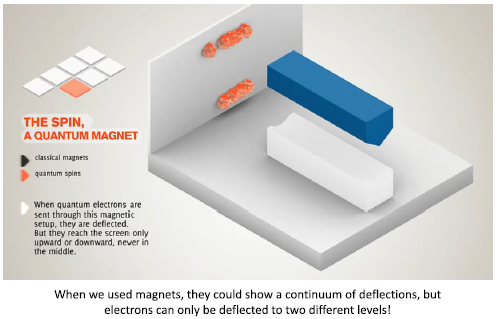 THE SPIN,
A QUANTUM MAGNET
classical magnets
quantum spins
When quantum electrons are
sent through this magnetic
setup, they are deflected.
But they reach the screen only
upward or downward, never in
the middle.
When we used magnets, they could show a continuum of deflections, but
electrons can only be deflected to two different levels!